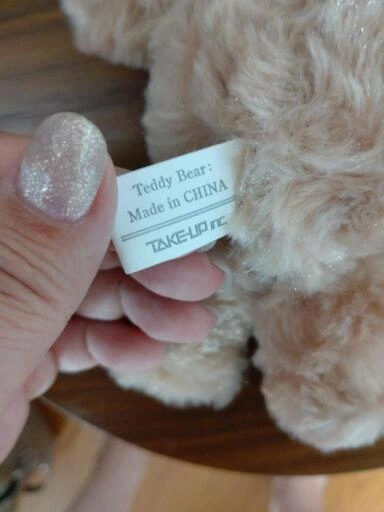 Teddy Bear:
Made in CHINA
TAKE-UP inc.